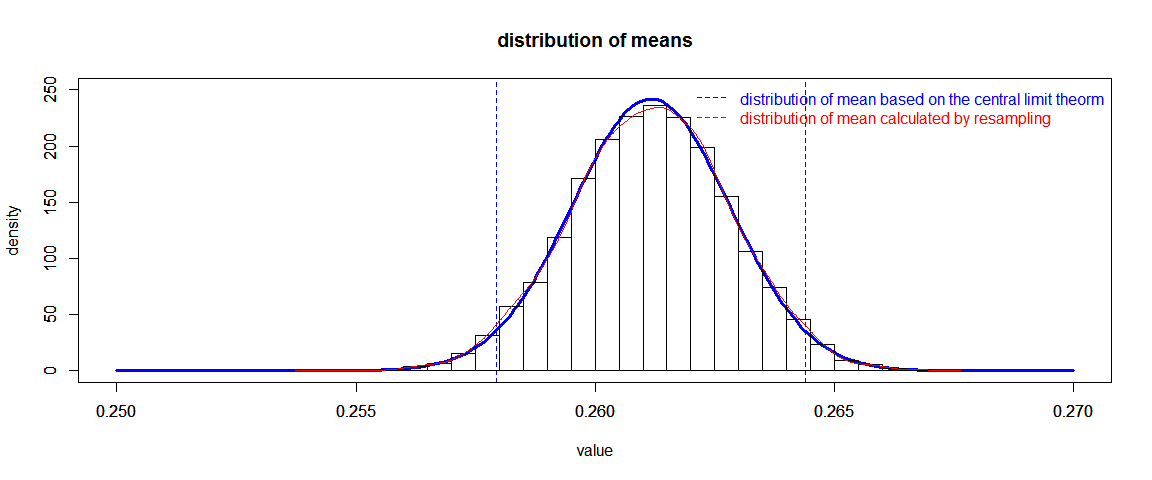 distribution of means
distribution of mean based on the central limit theorm
distribution of mean calculated by resampling
density
250
200
150
100
50
0
0.250 0.255 0.260 0.265 0.270
value